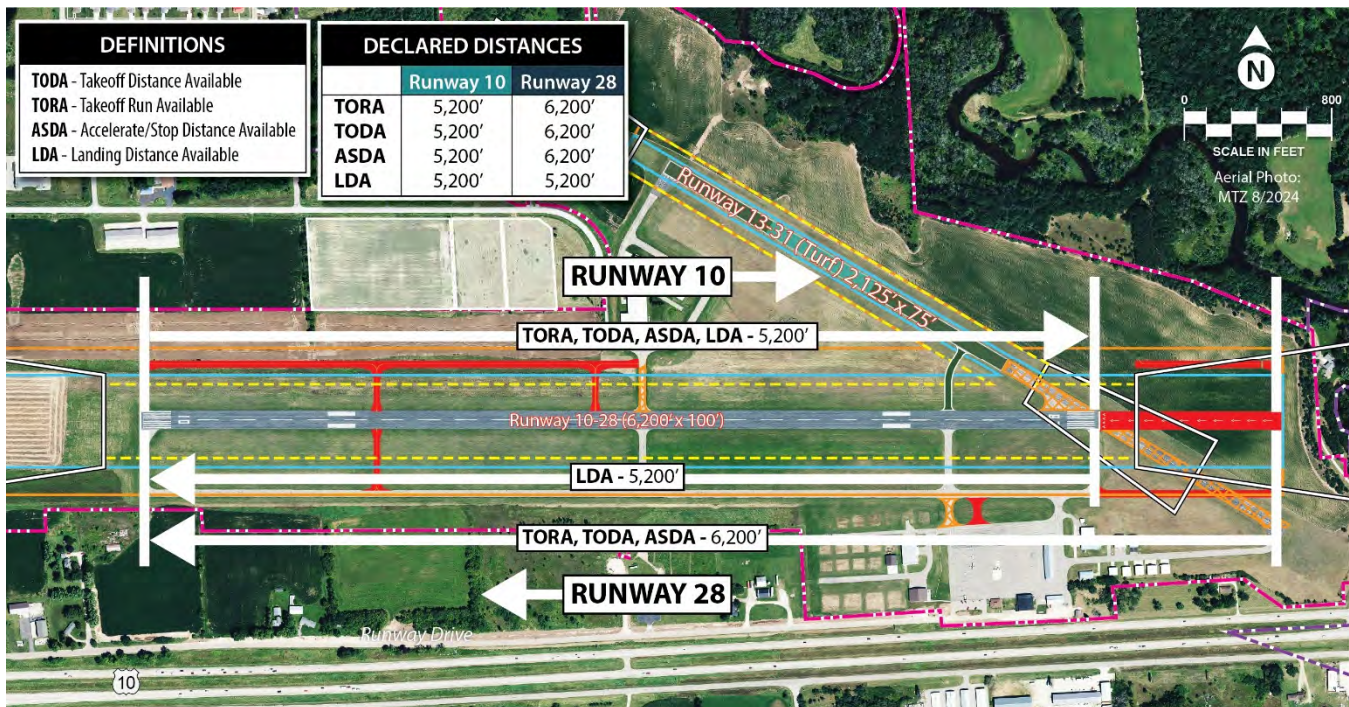 DEFINITIONS
TODA - Takeoff Distance Available
TORA - Takeoff Run Available
ASDA - Accelerate/Stop Distance Available
LDA - Landing Distance Available
DECLARED DISTANCES
Runway 10 Runway 28
TORA 5,200' 6,200'
TODA 5,200' 6,200'
ASDA 5,200' 6,200'
LDA 5,200' 5,200'
N
0 800
SCALE IN FEET
Aerial Photo:
MTZ 8/2024
Runway 13-31 (Turf) 2,125' x 75'
RUNWAY 10
TORA, TODA, ASDA, LDA - 5,200'
Runway 10-28 (6,200' x 100')
LDA - 5,200'
TORA, TODA, ASDA - 6,200'
RUNWAY 28
Runway Drive
10